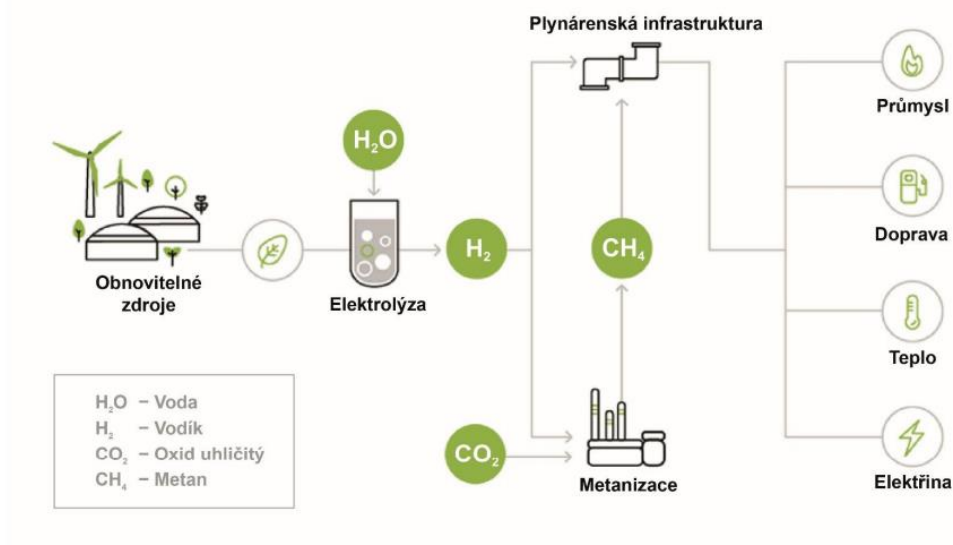 Plynárenská infrastruktura
Průmysl
H₂O
Doprava
H₂
CH₄
Obnovitelné
zdroje
Elektrolýza
Teplo
H₂O – Voda
H₂ – Vodík
CO₂ – Oxid uhličitý
CH₄ – Metan
CO₂
Metanizace
Elektřina